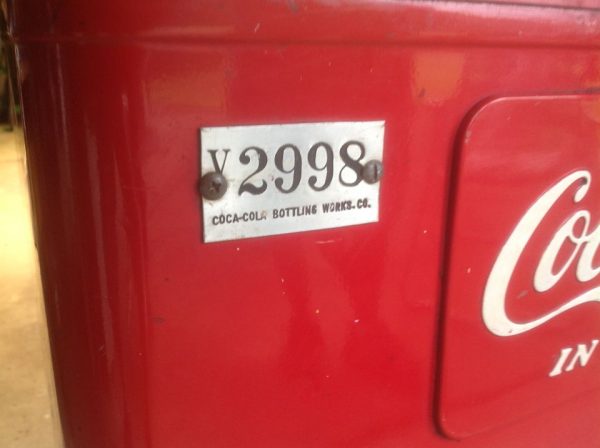 V2998
COCA-COLA BOTTLING WORKS. CO.
Co
IN